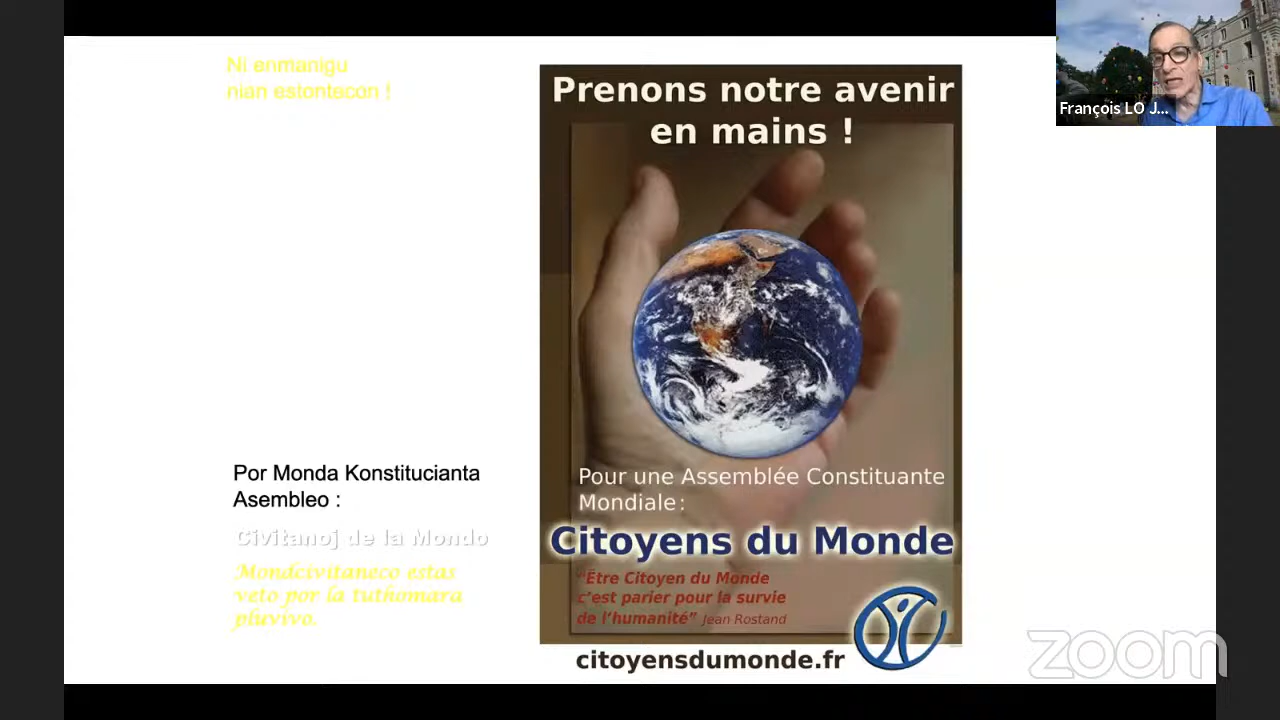 Ni enmanigu
nian estontecon !
Prenons notre avenir
en mains !
François LO J...
Por Monda Konstitucianta
Asembleo :
Civitanoj de la Mondo
Mondcivitaneco estas
veto por la tuthomara
pluvivo.
Pour une Assemblée Constituante
Mondiale :
Citoyens du Monde
"Être Citoyen du Monde
c'est parier pour la survie
de l'humanité" Jean Rostand
citoyensdumonde.fr
zoom